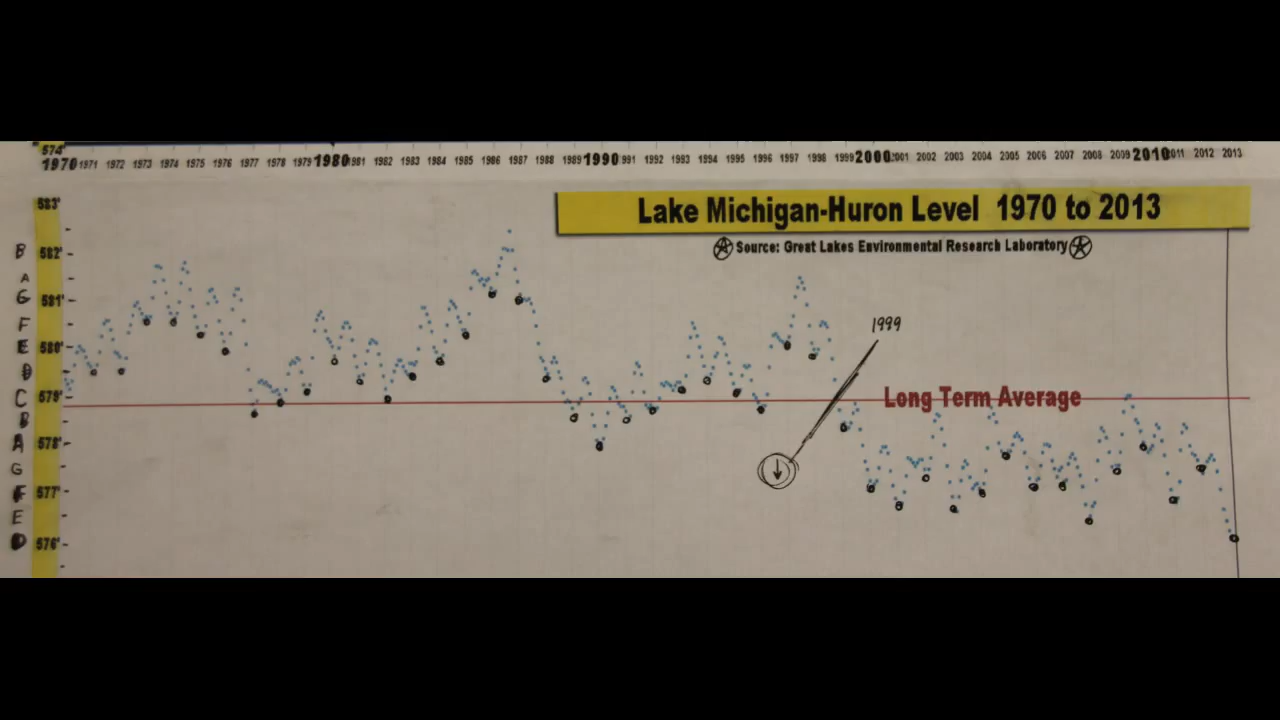 574'
1970 1971 1972 1973 1974 1975 1976 1977 1978 1979 1980 1981 1982 1983 1984 1985 1986 1987 1988 1989 1990 991 1992 1993 1994 1995 1996 1997 1998 1999 2000 2001 2002 2003 2004 2005 2006 2007 2008 2009 2010 2011 2012 2013
583'
Lake Michigan-Huron Level 1970 to 2013
Source: Great Lakes Environmental Research Laboratory
B 582'
A
G 581'
F
1999
E 580'
D
C 579'
Long Term Average
B
A 578'
G
F 577'
E
D 576'